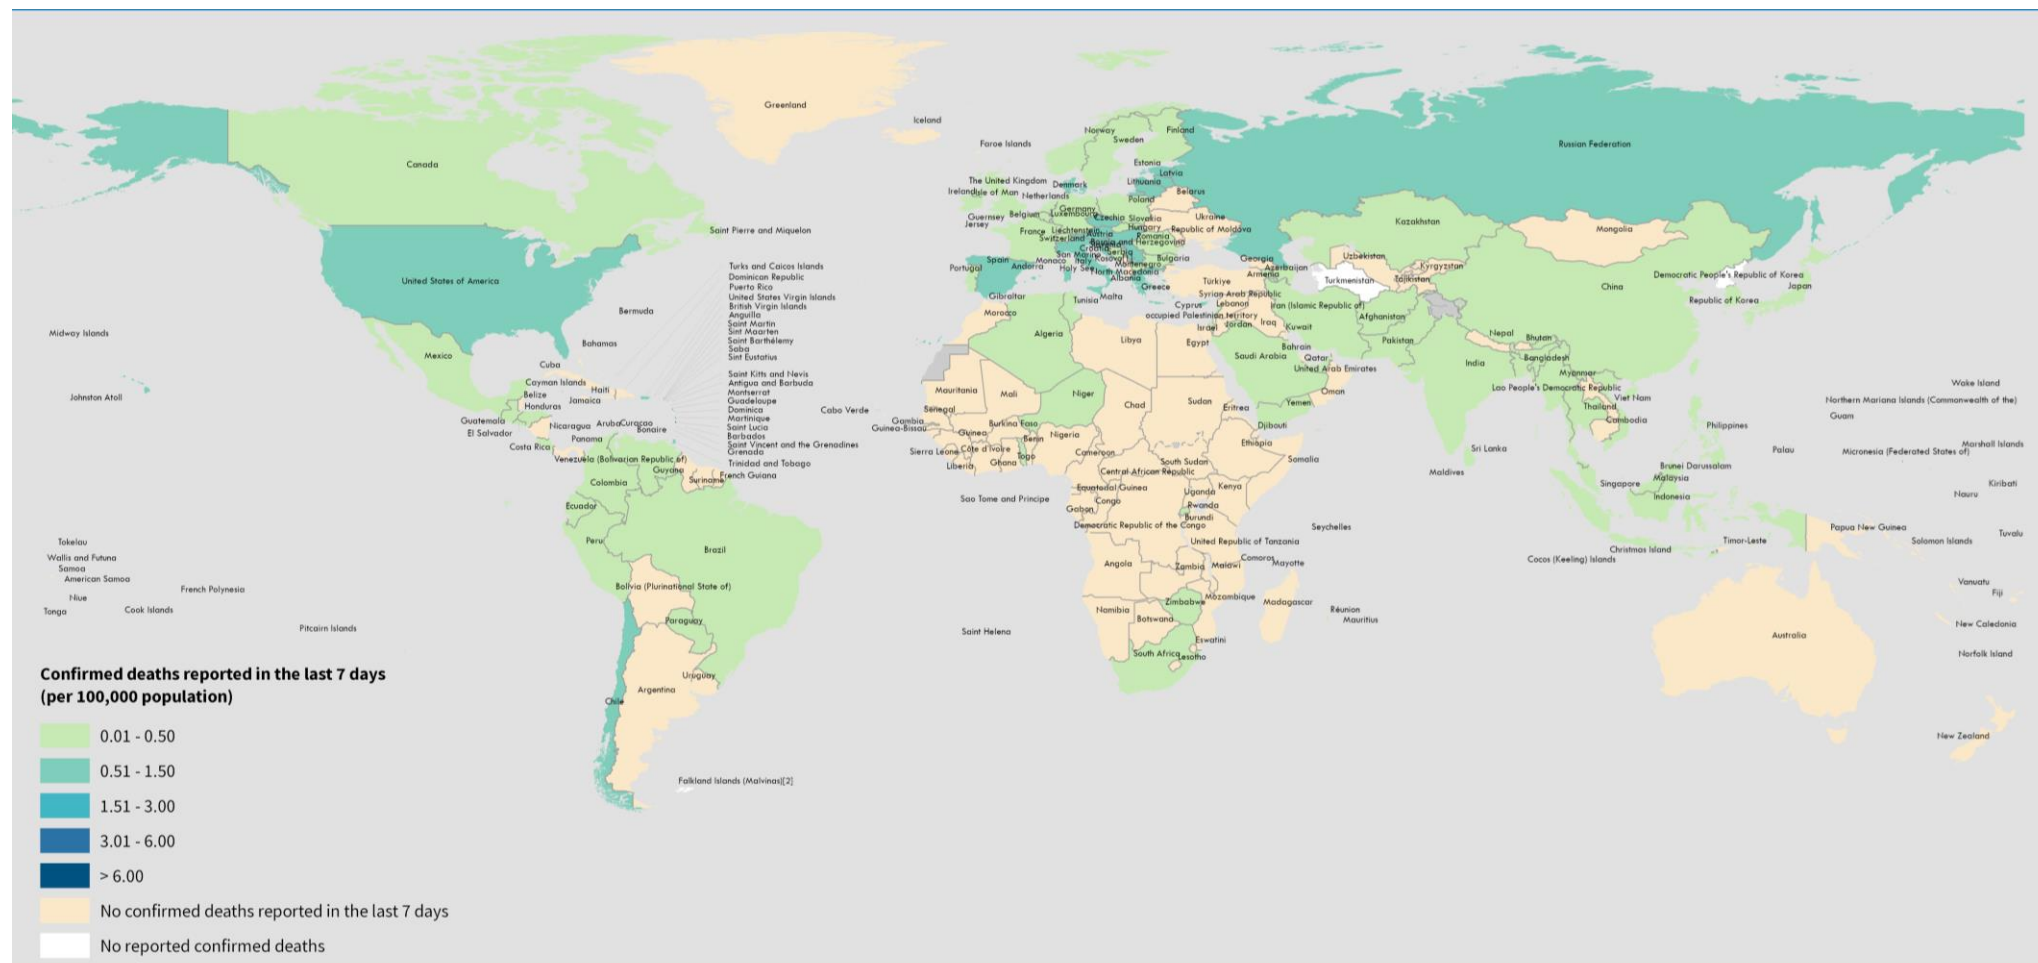 Greenland
Iceland
Faroe Islands
Norway
Sweden
Finland
Russian Federation
Canada
Estonia
Latvia
Lithuania
The United Kingdom
Denmark
Ireland
Isle of Man
Netherlands
Belarus
Poland
Guernsey
Jersey
Belgium
Germany
Luxembourg
Czechia
Slovakia
Ukraine
Kazakhstan
Mongolia
Saint Pierre and Miquelon
France
Liechtenstein
Austria
Hungary
Republic of Moldova
Switzerland
Romania
Bosnia and Herzegovina
Croatia
Serbia
San Marino
Spain
Monaco
Italy
Kosovo[1]
Bulgaria
Montenegro
Portugal
Andorra
Holy See
North Macedonia
Albania
Georgia
Azerbaijan
Armenia
Uzbekistan
Kyrgyzstan
Turkmenistan
Tajikistan
Democratic People's Republic of Korea
China
Japan
Republic of Korea
United States of America
Turks and Caicos Islands
Dominican Republic
Puerto Rico
United States Virgin Islands
British Virgin Islands
Anguilla
Saint Martin
Sint Maarten
Saint Barthélemy
Saba
Sint Eustatius
Saint Kitts and Nevis
Antigua and Barbuda
Montserrat
Guadeloupe
Dominica
Martinique
Saint Lucia
Barbados
Saint Vincent and the Grenadines
Grenada
Trinidad and Tobago
Greece
Türkiye
Gibraltar
Tunisia
Malta
Cyprus
Syrian Arab Republic
Lebanon
Iran (Islamic Republic of)
Morocco
occupied Palestinian territory
Israel
Jordan
Iraq
Kuwait
Afghanistan
Bermuda
Midway Islands
Algeria
Libya
Egypt
Bahrain
Saudi Arabia
Qatar
United Arab Emirates
Pakistan
Nepal
Bhutan
India
Bangladesh
Myanmar
Lao People's Democratic Republic
Viet Nam
Thailand
Cambodia
Mexico
Bahamas
Cuba
Cayman Islands
Haiti
Belize
Jamaica
Honduras
Guatemala
El Salvador
Nicaragua
Aruba
Curaçao
Bonaire
Panama
Costa Rica
Johnston Atoll
Cabo Verde
Mauritania
Mali
Niger
Chad
Sudan
Eritrea
Yemen
Oman
Senegal
Gambia
Guinea-Bissau
Guinea
Burkina Faso
Benin
Nigeria
Djibouti
Ethiopia
Somalia
Sierra Leone
Côte d'Ivoire
Liberia
Ghana
Togo
Cameroon
South Sudan
Central African Republic
Wake Island
Northern Mariana Islands (Commonwealth of the)
Guam
Philippines
Sri Lanka
Maldives
Palau
Marshall Islands
Micronesia (Federated States of)
Brunei Darussalam
Malaysia
Singapore
Indonesia
Kiribati
Nauru
Venezuela (Bolivarian Republic of)
Guyana
Suriname
French Guiana
Colombia
Ecuador
Peru
Brazil
Sao Tome and Principe
Equatorial Guinea
Congo
Gabon
Uganda
Kenya
Rwanda
Burundi
Democratic Republic of the Congo
United Republic of Tanzania
Seychelles
Papua New Guinea
Solomon Islands
Tuvalu
Timor-Leste
Christmas Island
Cocos (Keeling) Islands
Tokelau
Wallis and Futuna
Samoa
American Samoa
French Polynesia
Niue
Tonga
Cook Islands
Pitcairn Islands
Bolivia (Plurinational State of)
Paraguay
Angola
Zambia
Malawi
Comoros
Mayotte
Zimbabwe
Mozambique
Namibia
Botswana
Madagascar
Réunion
Mauritius
Vanuatu
Fiji
New Caledonia
Norfolk Island
Australia
New Zealand
Saint Helena
Eswatini
South Africa
Lesotho
Uruguay
Argentina
Chile
Falkland Islands (Malvinas)[2]
Confirmed deaths reported in the last 7 days
(per 100,000 population)
0.01 - 0.50
0.51 - 1.50
1.51 - 3.00
3.01 - 6.00
> 6.00
No confirmed deaths reported in the last 7 days
No reported confirmed deaths